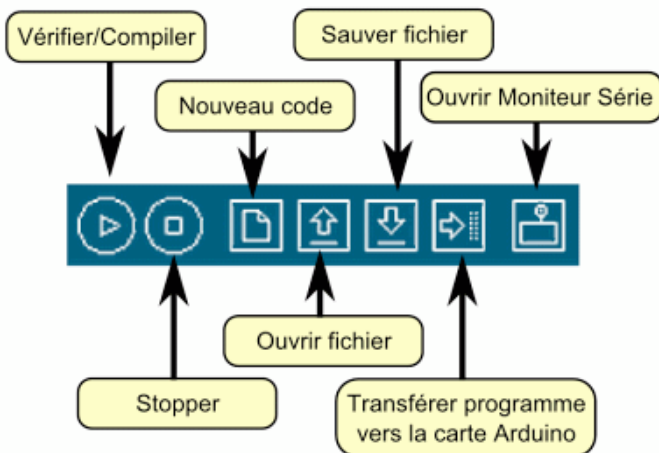 Vérifier/Compiler
Sauver fichier
Nouveau code
Ouvrir Moniteur Série
Ouvrir fichier
Stopper
Transférer programme
vers la carte Arduino